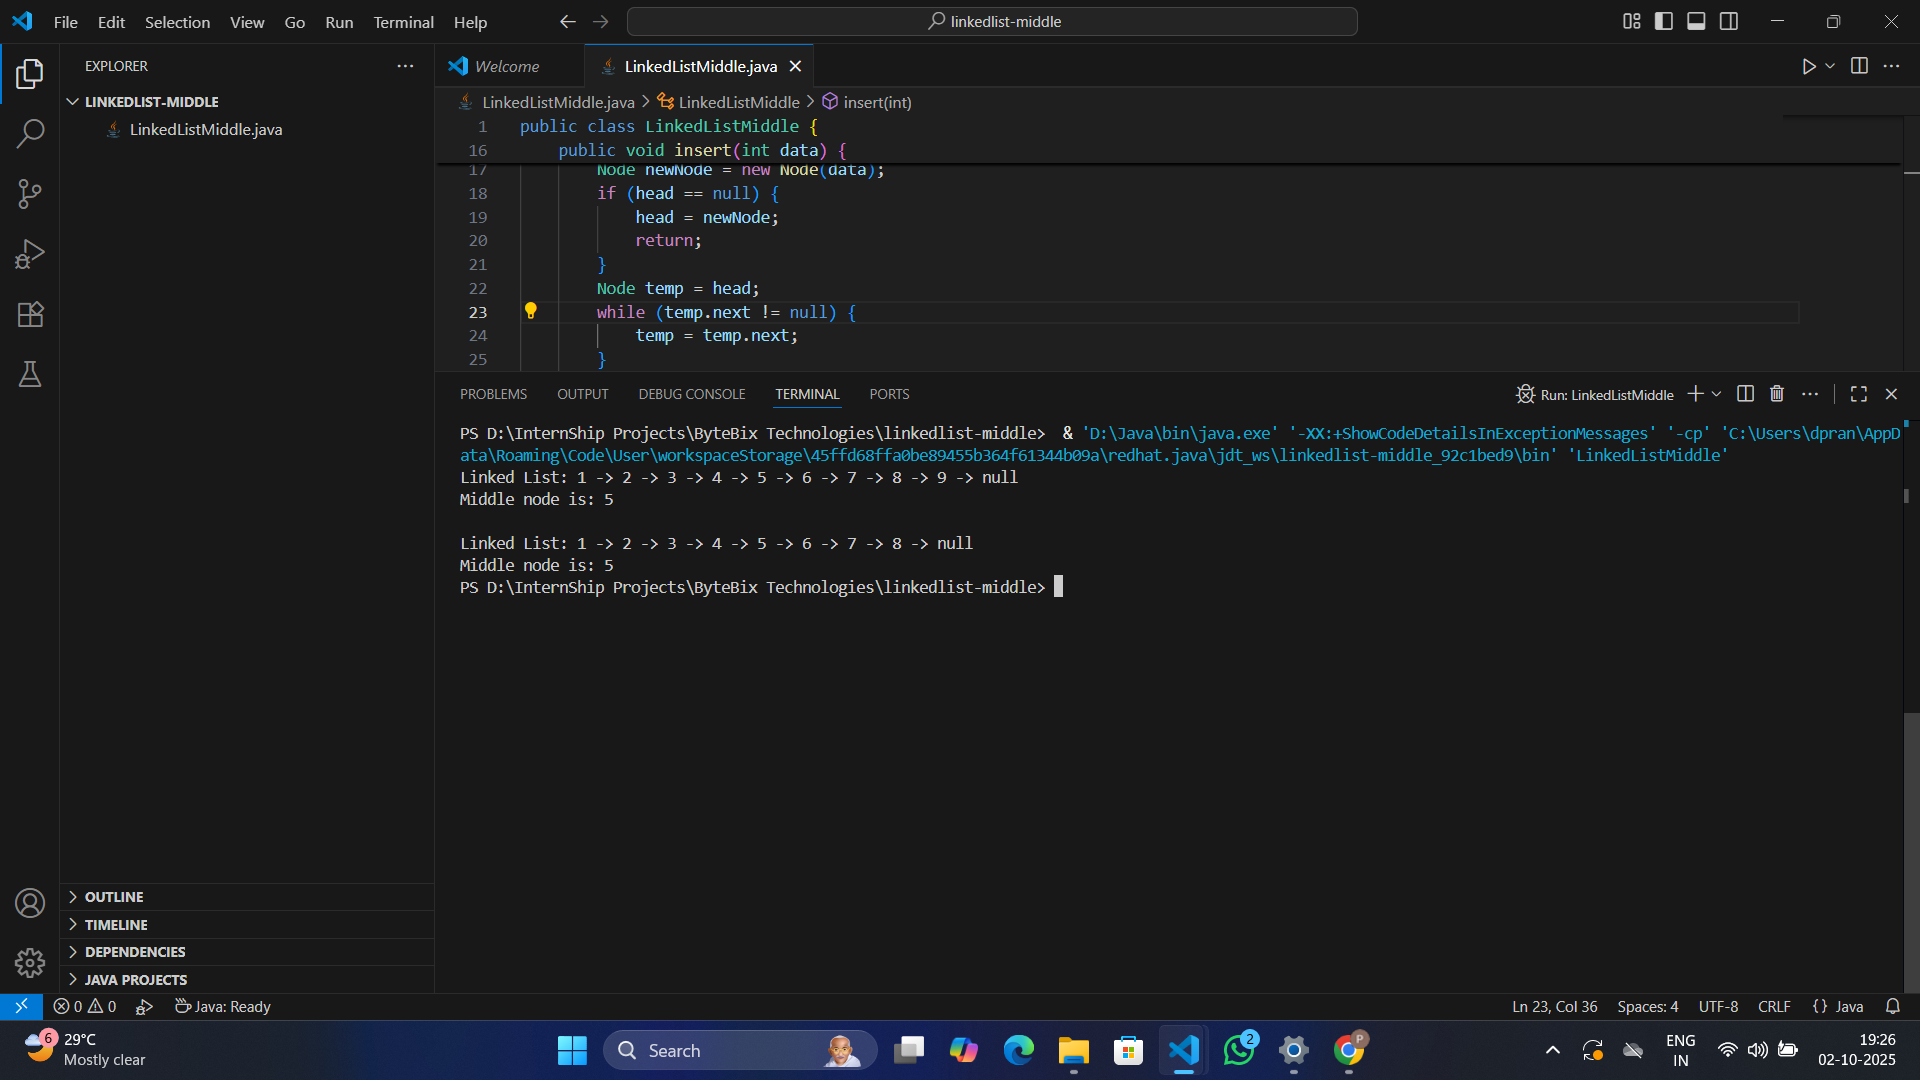 File Edit Selection View Go Run Terminal Help
linkedlist-middle
EXPLORER
LINKEDLIST-MIDDLE
LinkedListMiddle.java
OUTLINE
TIMELINE
DEPENDENCIES
JAVA PROJECTS
Welcome LinkedListMiddle.java
LinkedListMiddle.java > LinkedListMiddle > insert(int)
1 public class LinkedListMiddle {
16 public void insert(int data) {
17 Node newNode = new Node(data);
18 if (head == null) {
19 head = newNode;
20 return;
21 }
22 Node temp = head;
23 while (temp.next != null) {
24 temp = temp.next;
25 }
PROBLEMS OUTPUT DEBUG CONSOLE TERMINAL PORTS
Run: LinkedListMiddle
PS D:\InternShip Projects\ByteBix Technologies\linkedlist-middle>  & 'D:\Java\bin\java.exe' '-XX:+ShowCodeDetailsInExceptionMessages' '-cp' 'C:\Users\dpran\AppD
ata\Roaming\Code\User\workspaceStorage\45ffd68ffa0be89455b364f61344b09a\redhat.java\jdt_ws\linkedlist-middle_92c1bed9\bin' 'LinkedListMiddle'
Linked List: 1 -> 2 -> 3 -> 4 -> 5 -> 6 -> 7 -> 8 -> 9 -> null
Middle node is: 5
Linked List: 1 -> 2 -> 3 -> 4 -> 5 -> 6 -> 7 -> 8 -> null
Middle node is: 5
PS D:\InternShip Projects\ByteBix Technologies\linkedlist-middle>
0 0 Java: Ready
Ln 23, Col 36 Spaces: 4 UTF-8 CRLF {} Java
6
29°C
Mostly clear
Search
2
P
ENG
IN
19:26
02-10-2025